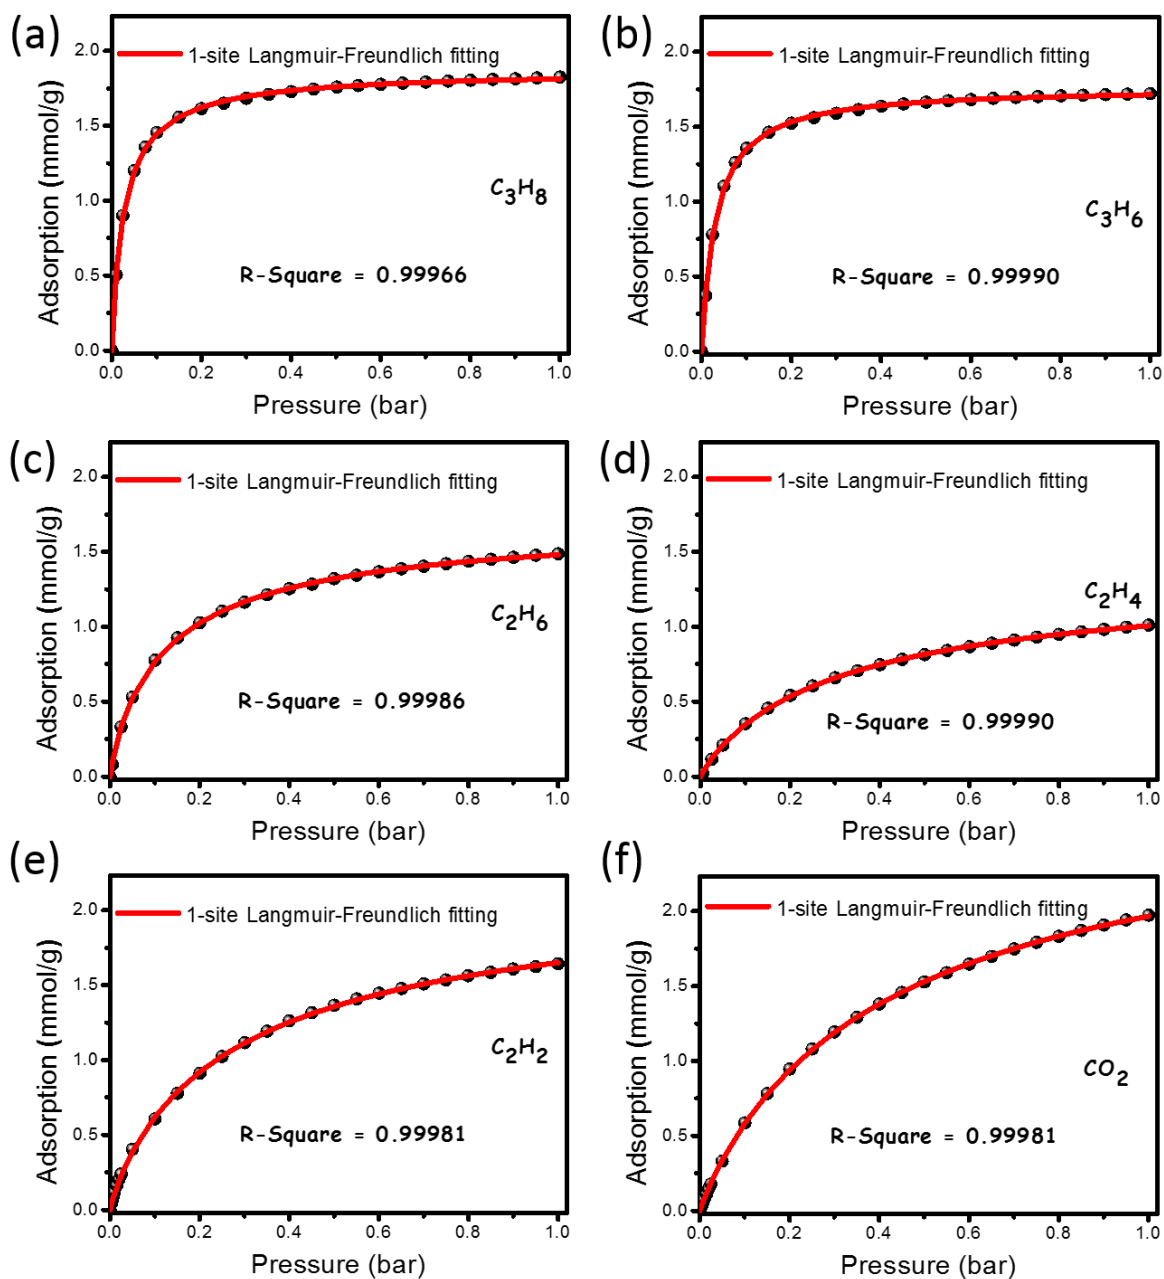 (a)
1-site Langmuir-Freundlich fitting
2.0
1.5
1.0
0.5
0.0
Adsorption (mmol/g)
C3H8
R-Square = 0.99966
0.0 0.2 0.4 0.6 0.8 1.0
Pressure (bar)
(b)
1-site Langmuir-Freundlich fitting
2.0
1.5
1.0
0.5
0.0
Adsorption (mmol/g)
C3H6
R-Square = 0.99990
0.0 0.2 0.4 0.6 0.8 1.0
Pressure (bar)
(c)
1-site Langmuir-Freundlich fitting
2.0
1.5
1.0
0.5
0.0
Adsorption (mmol/g)
C2H6
R-Square = 0.99986
0.0 0.2 0.4 0.6 0.8 1.0
Pressure (bar)
(d)
1-site Langmuir-Freundlich fitting
2.0
1.5
1.0
0.5
0.0
Adsorption (mmol/g)
C2H4
R-Square = 0.99990
0.0 0.2 0.4 0.6 0.8 1.0
Pressure (bar)
(e)
1-site Langmuir-Freundlich fitting
2.0
1.5
1.0
0.5
0.0
Adsorption (mmol/g)
C2H2
R-Square = 0.99981
0.0 0.2 0.4 0.6 0.8 1.0
Pressure (bar)
(f)
1-site Langmuir-Freundlich fitting
2.0
1.5
1.0
0.5
0.0
Adsorption (mmol/g)
CO2
R-Square = 0.99981
0.0 0.2 0.4 0.6 0.8 1.0
Pressure (bar)